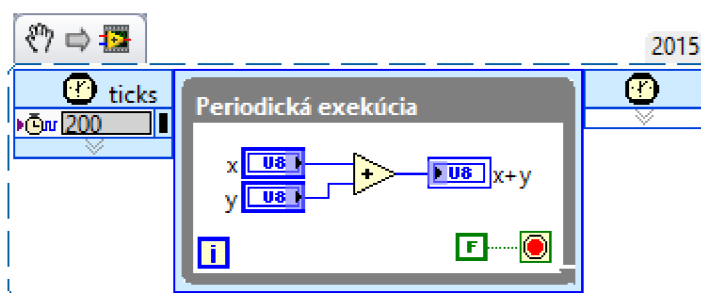 2015
ticks
200
Periodická exekúcia
x U8
U8 x+y
y U8
i
F